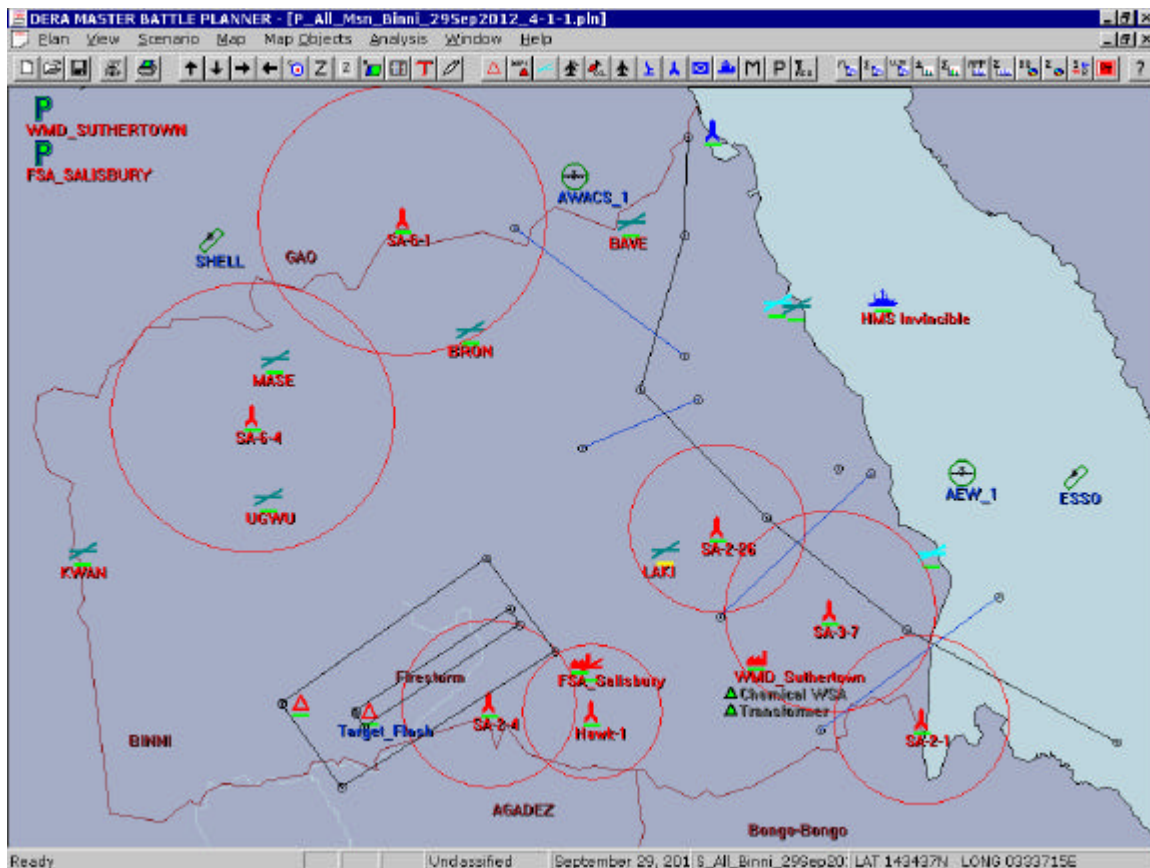 DERA MASTER BATTLE PLANNER - [P_All_Msn_Binni_29Sep2012_4-1-1.pln]
Plan View Scenario Map Map Objects Analysis Window Help
Z 2 T M P ?
P
WMD_SUTHERTOWN
P
FSA_SALISBURY
AWACS_1
SA-6-1
BAVE
SHELL
GAO
HMS Invincible
BRON
MASE
SA-6-4
AEW_1
ESSO
UGWU
SA-2-26
KWAN
LAKI
SA-3-7
Firestorm
FSA_Salisbury
WMD_Suthertown
Chemical WSA
Transformer
Target_Flash
SA-2-4
Hawk-1
SA-2-1
BINNI
AGADEZ
Bongo-Bongo
Ready Unclassified September 29, 201 S_All_Binni_29Sep20 LAT 143437N LONG 0333715E